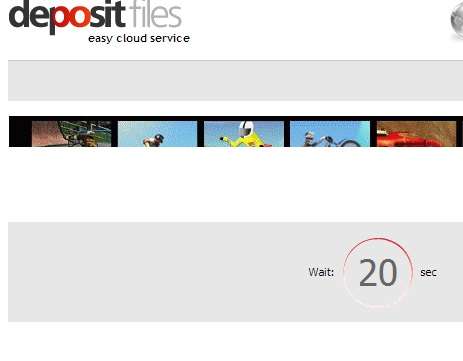 depositfiles
easy cloud service
Wait: 20 sec